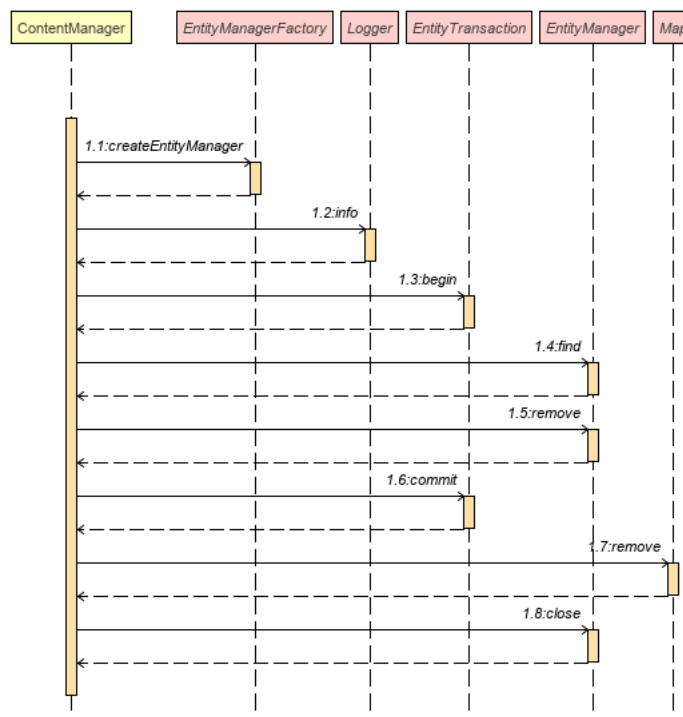 ContentManager
EntityManagerFactory
Logger
EntityTransaction
EntityManager
Map
1.1:createEntityManager
1.2:info
1.3:begin
1.4:find
1.5:remove
1.6:commit
1.7:remove
1.8:close